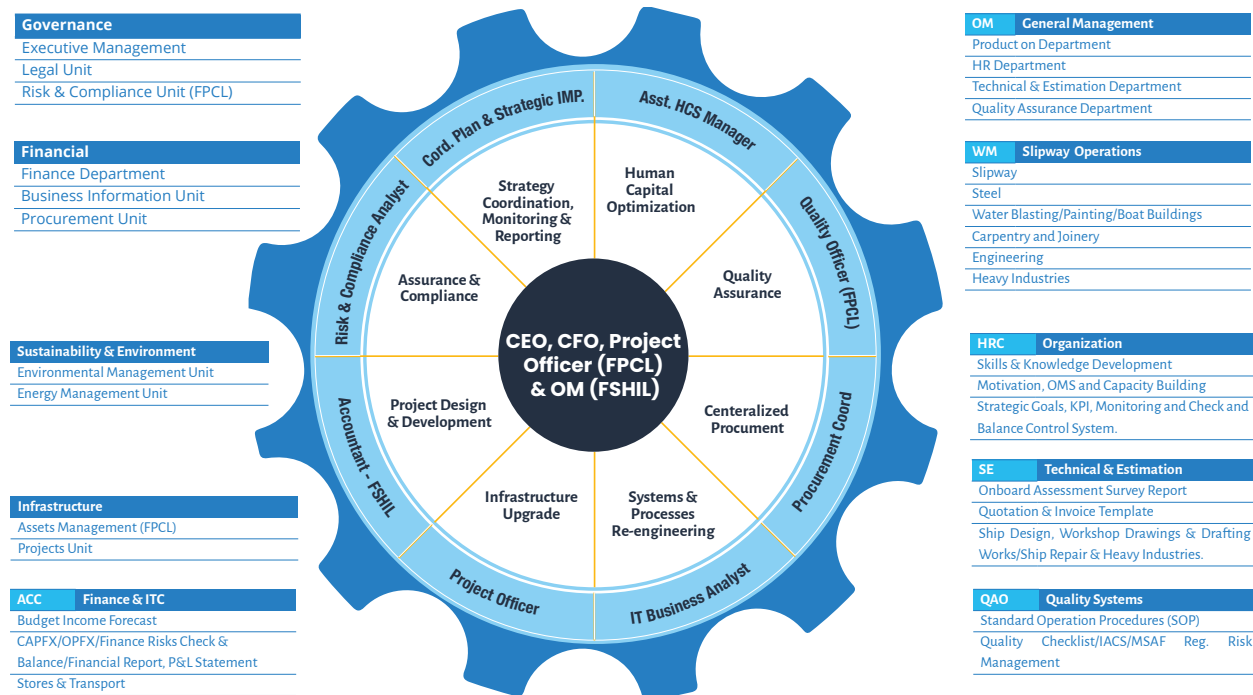 Governance
Executive Management
Legal Unit
Risk & Compliance Unit (FPCL)
Financial
Finance Department
Business Information Unit
Procurement Unit
Sustainability & Environment
Environmental Management Unit
Energy Management Unit
Infrastructure
Assets Management (FPCL)
Projects Unit
ACC Finance & ITC
Budget Income Forecast
CAPFX/OPFX/Finance Risks Check &
Balance/Financial Report, P&L Statement
Stores & Transport
Cord. Plan & Strategic IMP.
Asst. HCS Manager
Quality Officer (FPCL)
Procurement Coord
IT Business Analyst
Project Officer
Accountant - FSHIL
Risk & Compliance Analyst
Strategy
Coordination,
Monitoring &
Reporting
Human
Capital
Optimization
Quality
Assurance
Centeralized
Procument
Systems &
Processes
Re-engineering
Infrastructure
Upgrade
Project Design
& Development
Assurance &
Compliance
CEO, CFO, Project
Officer (FPCL)
& OM (FSHIL)
OM General Management
Product on Department
HR Department
Technical & Estimation Department
Quality Assurance Department
WM Slipway Operations
Slipway
Steel
Water Blasting/Painting/Boat Buildings
Carpentry and Joinery
Engineering
Heavy Industries
HRC Organization
Skills & Knowledge Development
Motivation, OMS and Capacity Building
Strategic Goals, KPI, Monitoring and Check and
Balance Control System.
SE Technical & Estimation
Onboard Assessment Survey Report
Quotation & Invoice Template
Ship Design, Workshop Drawings & Drafting
Works/Ship Repair & Heavy Industries.
QAO Quality Systems
Standard Operation Procedures (SOP)
Quality Checklist/IACS/MSAF Reg. Risk
Management